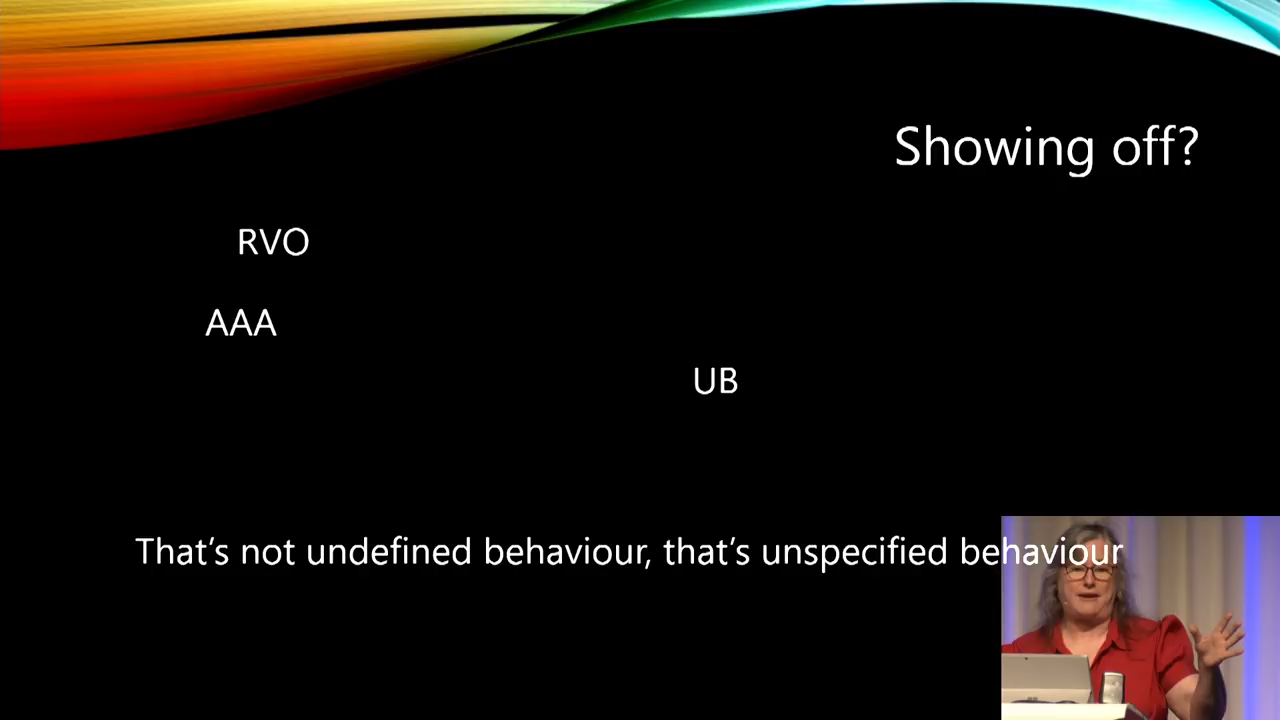 Showing off?
RVO
AAA
UB
That's not undefined behaviour, that's unspecified behaviour